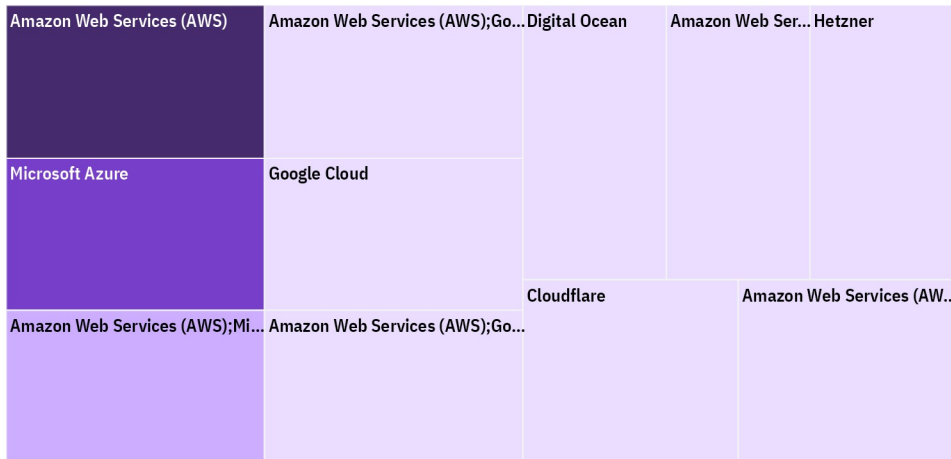 Amazon Web Services (AWS)
Amazon Web Services (AWS);Go...
Digital Ocean
Amazon Web Ser...
Hetzner
Microsoft Azure
Google Cloud
Cloudflare
Amazon Web Services (AW...
Amazon Web Services (AWS);Mi...
Amazon Web Services (AWS);Go...